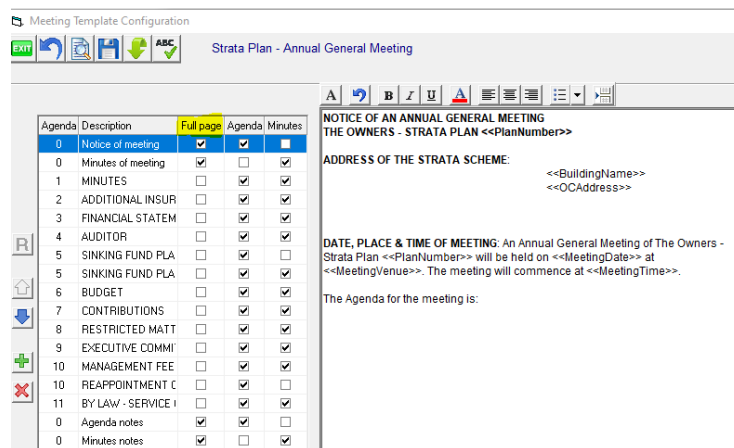 Meeting Template Configuration
EXIT ABC Strata Plan - Annual General Meeting
A B I U A
Agenda Description Full page Agenda Minutes
0 Notice of meeting
0 Minutes of meeting
1 MINUTES
2 ADDITIONAL INSUR
3 FINANCIAL STATEM
4 AUDITOR
5 SINKING FUND PLA
5 SINKING FUND PLA
6 BUDGET
7 CONTRIBUTIONS
8 RESTRICTED MATT
9 EXECUTIVE COMMI
10 MANAGEMENT FEE
10 REAPPOINTMENT C
11 BY LAW - SERVICE
0 Agenda notes
0 Minutes notes
R
NOTICE OF AN ANNUAL GENERAL MEETING
THE OWNERS - STRATA PLAN <<PlanNumber>>
ADDRESS OF THE STRATA SCHEME:
<<BuildingName>>
<<OCAddress>>
DATE, PLACE & TIME OF MEETING: An Annual General Meeting of The Owners -
Strata Plan <<PlanNumber>> will be held on <<MeetingDate>> at
<<MeetingVenue>>. The meeting will commence at <<MeetingTime>>.
The Agenda for the meeting is: